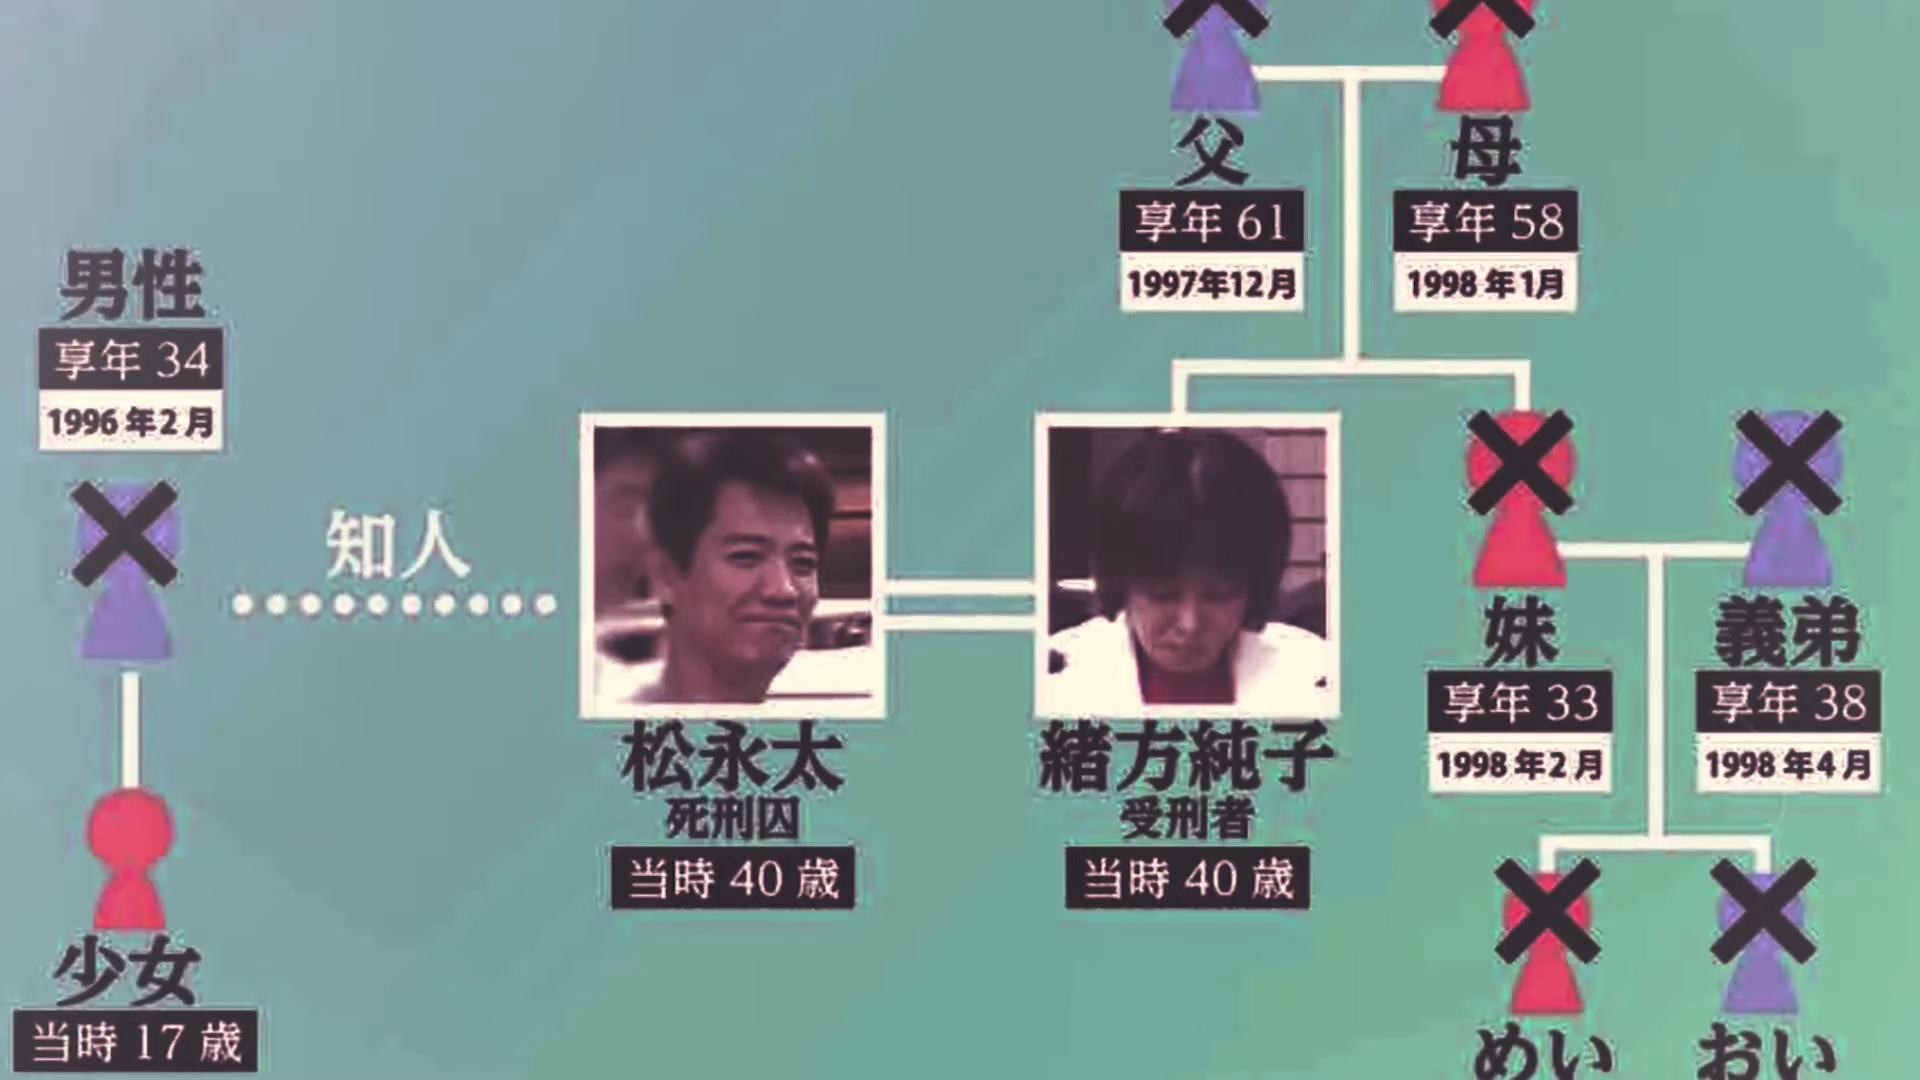 父
享年 61
1997年12月
母
享年 58
1998年1月
男性
享年 34
1996年2月
知人
松永太
死刑囚
当時 40 歳
緒方純子
受刑者
当時 40 歳
妹
享年 33
1998年2月
義弟
享年 38
1998年4月
少女
当時 17 歳
めい
おい